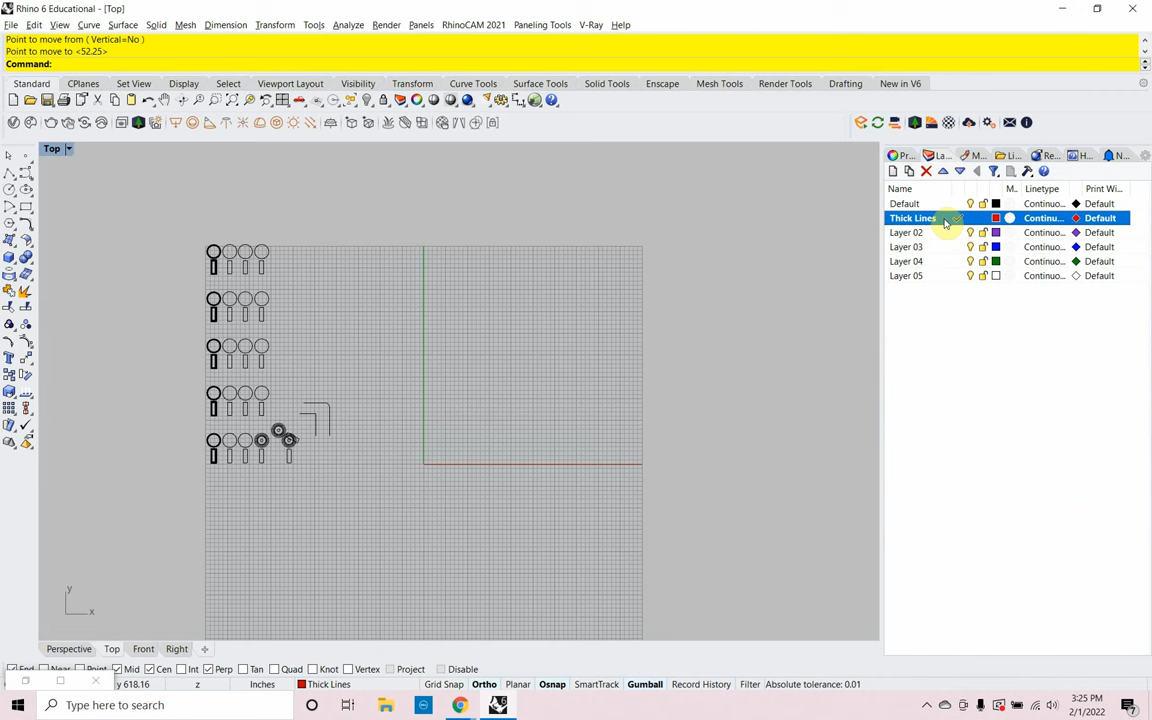 Rhino 6 Educational - [Top]
File Edit View Curve Surface Solid Mesh Dimension Transform Tools Analyze Render Panels RhinoCAM 2021 Paneling Tools V-Ray Help
Point to move from ( Vertical=No )
Point to move to <52.25>
Command:
Standard CPlanes Set View Display Select Viewport Layout Visibility Transform Curve Tools Surface Tools Solid Tools Enscape Mesh Tools Render Tools Drafting New in V6
Top
Pr... La... M... Li... Re... H... N...
Name M.. Linetype Print Wi...
Default Continuo... Default
Thick Lines Continu... Default
Layer 02 Continuo... Default
Layer 03 Continuo... Default
Layer 04 Continuo... Default
Layer 05 Continuo... Default
y
x
Perspective Top Front Right
End Near Point Mid Cen Int Perp Tan Quad Knot Vertex Project Disable
y 618.16 z Inches Thick Lines Grid Snap Ortho Planar Osnap SmartTrack Gumball Record History Filter Absolute tolerance: 0.01
Type here to search
3:25 PM
2/1/2022
7